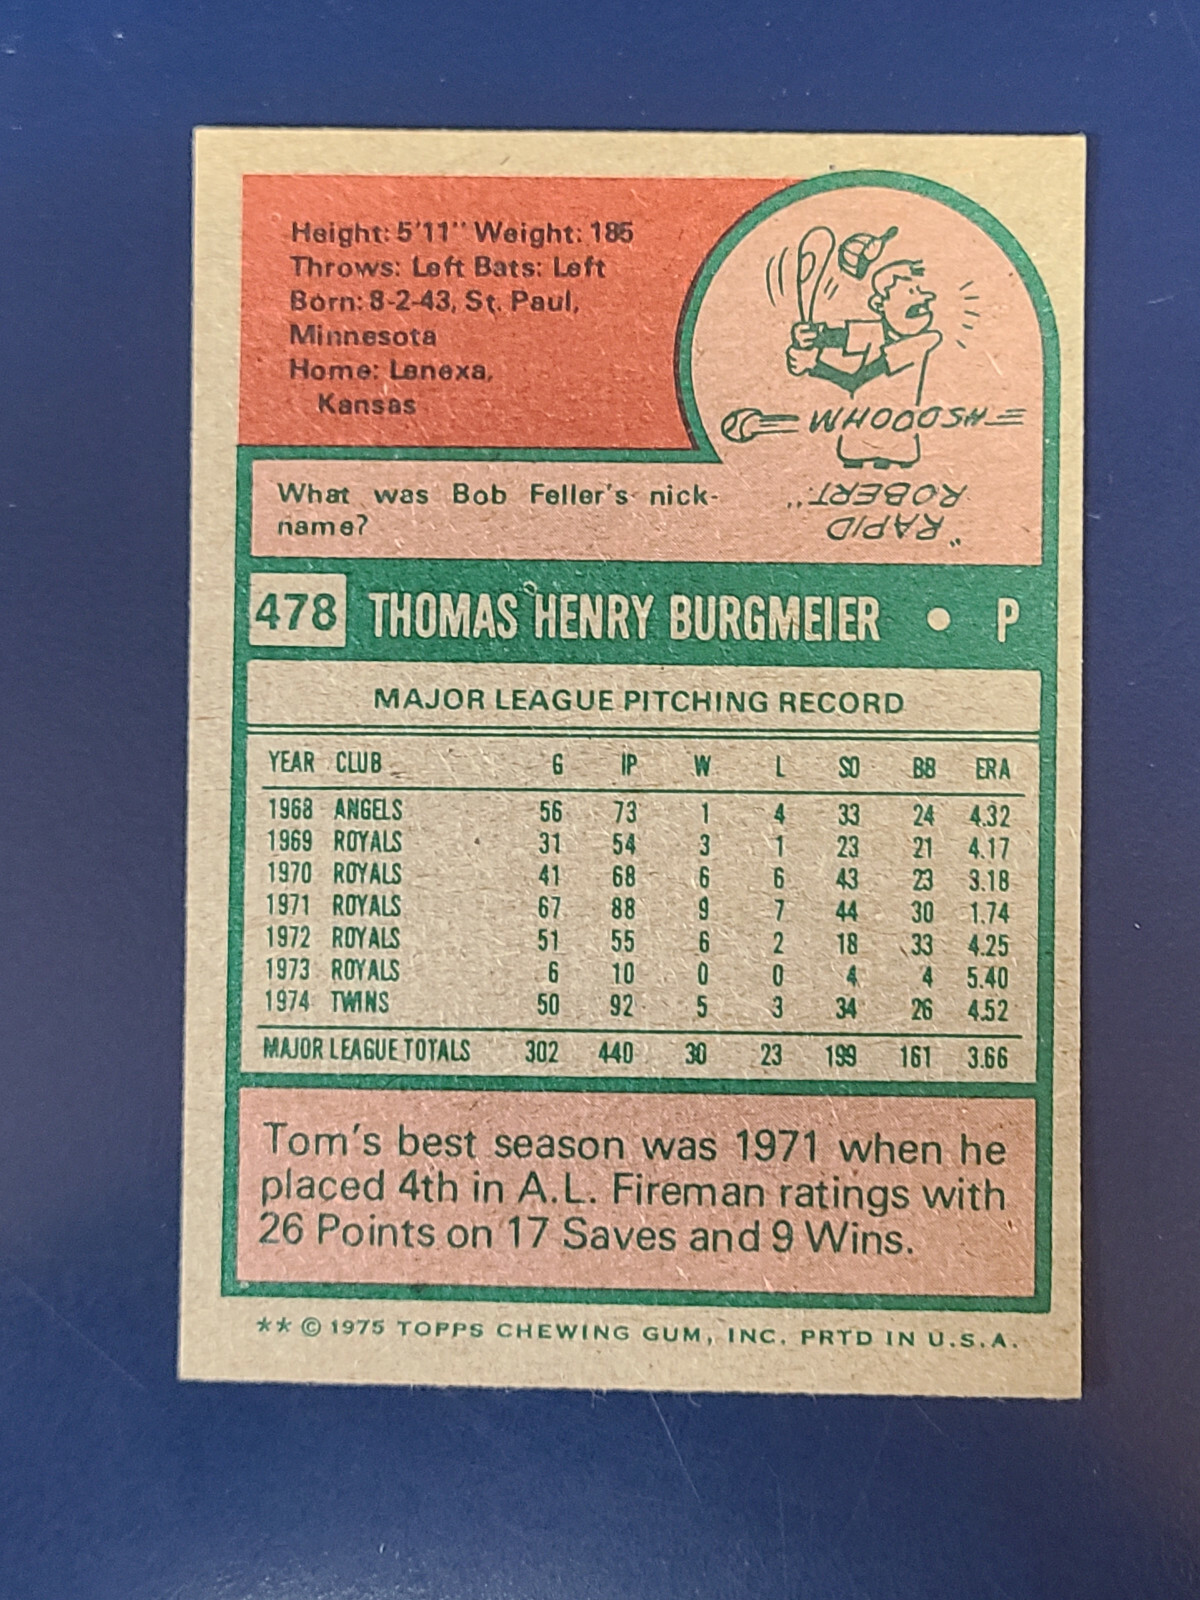 Height: 5'11" Weight: 185
Throws: Left Bats: Left
Born: 8-2-43, St. Paul,
Minnesota
Home: Lenexa,
Kansas
WHOOOOSH
What was Bob Feller's nick-
name?
"RAPID
ROBERT"
478 THOMAS HENRY BURGMEIER • P
MAJOR LEAGUE PITCHING RECORD
YEAR CLUB G IP W L SO BB ERA
1968 ANGELS 56 73 1 4 33 24 4.32
1969 ROYALS 31 54 3 1 23 21 4.17
1970 ROYALS 41 68 6 6 43 23 3.18
1971 ROYALS 67 88 9 7 44 30 1.74
1972 ROYALS 51 55 6 2 18 33 4.25
1973 ROYALS 6 10 0 0 4 4 5.40
1974 TWINS 50 92 5 3 34 26 4.52
MAJOR LEAGUE TOTALS 302 440 30 23 199 161 3.66
Tom's best season was 1971 when he
placed 4th in A.L. Fireman ratings with
26 Points on 17 Saves and 9 Wins.
** © 1975 TOPPS CHEWING GUM, INC. PRTD IN U.S.A.